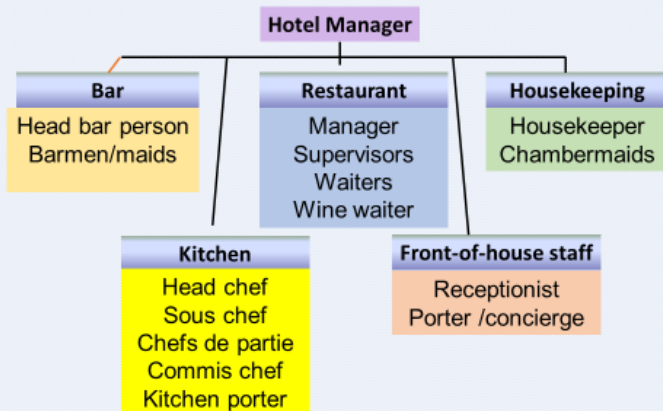 Hotel Manager
Bar
Head bar person
Barmen/maids
Restaurant
Manager
Supervisors
Waiters
Wine waiter
Housekeeping
Housekeeper
Chambermaids
Kitchen
Head chef
Sous chef
Chefs de partie
Commis chef
Kitchen porter
Front-of-house staff
Receptionist
Porter /concierge